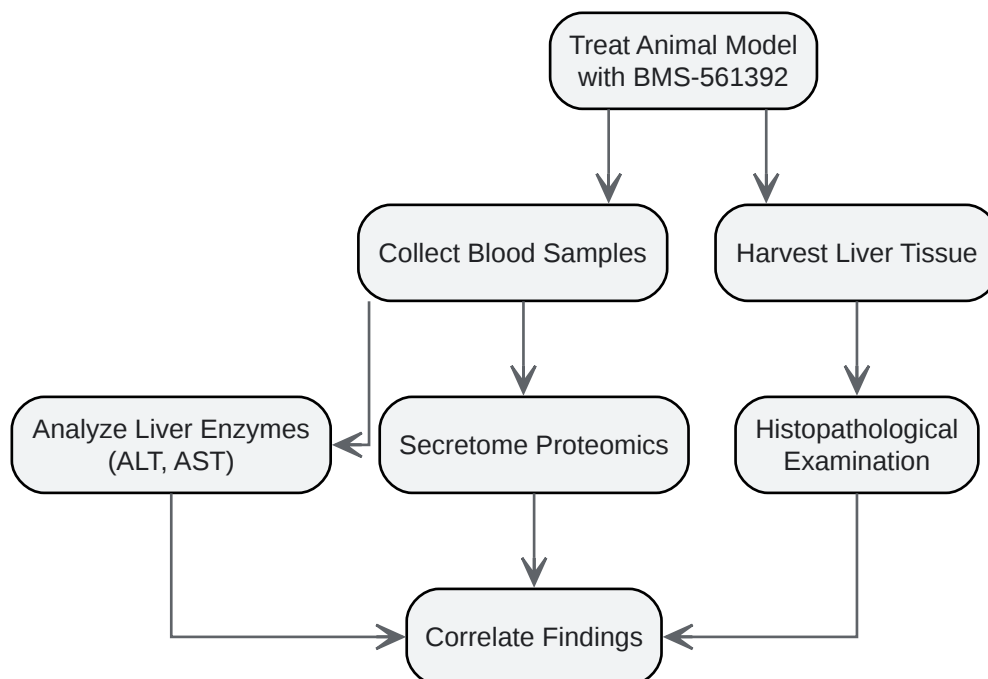 Treat Animal Model
with BMS-561392
Collect Blood Samples
Harvest Liver Tissue
Analyze Liver Enzymes
(ALT, AST)
Secretome Proteomics
Histopathological
Examination
Correlate Findings